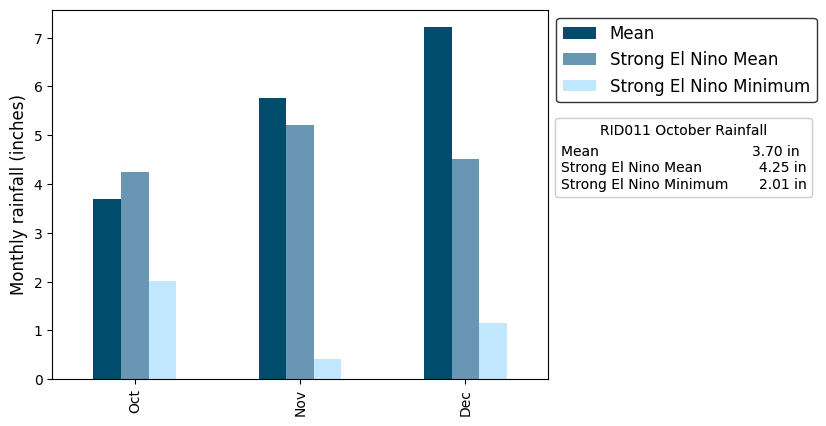 Monthly rainfall (inches)
7
6
5
4
3
2
1
0
Oct
Nov
Dec
Mean
Strong El Nino Mean
Strong El Nino Minimum
RID011 October Rainfall
Mean 3.70 in
Strong El Nino Mean 4.25 in
Strong El Nino Minimum 2.01 in